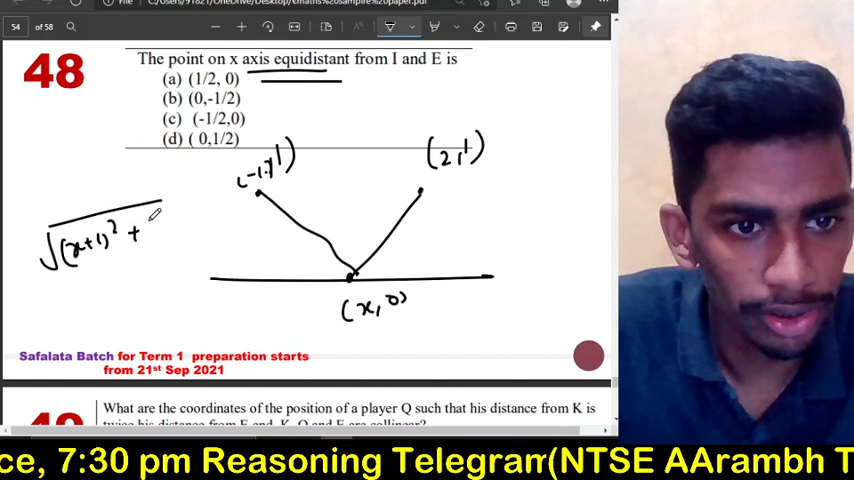 54 of 58
48
The point on x axis equidistant from I and E is
(a) (1/2, 0)
(b) (0,-1/2)
(c) (-1/2,0)
(d) ( 0,1/2)
(2,1)
√(x+1)² +
(x, 0)
Safalata Batch for Term 1 preparation starts
from 21st Sep 2021
What are the coordinates of the position of a player Q such that his distance from K is
ce, 7:30 pm Reasoning Telegram(NTSE AArambh T